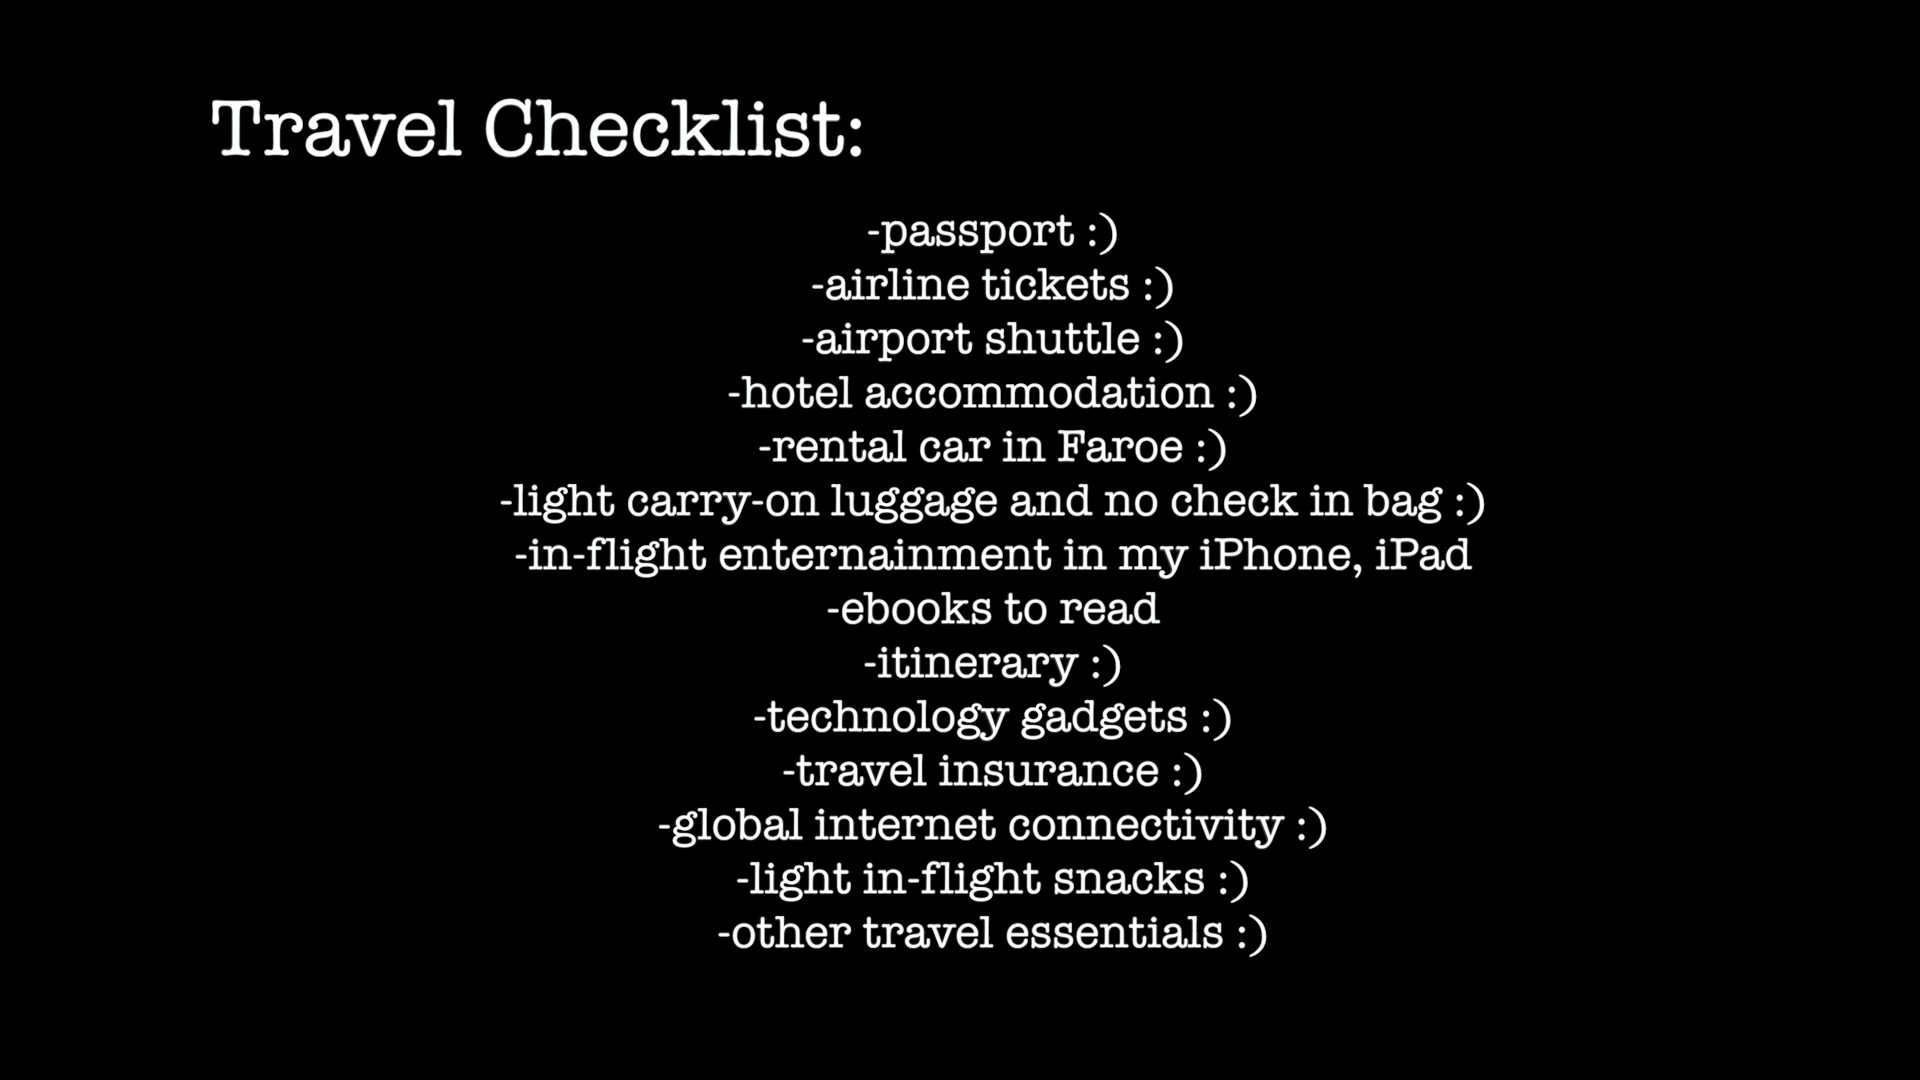 Travel Checklist:
-passport :)
-airline tickets :)
-airport shuttle :)
-hotel accommodation :)
-rental car in Faroe :)
-light carry-on luggage and no check in bag :)
-in-flight enternainment in my iPhone, iPad
-ebooks to read
-itinerary :)
-technology gadgets :)
-travel insurance :)
-global internet connectivity :)
-light in-flight snacks :)
-other travel essentials :)